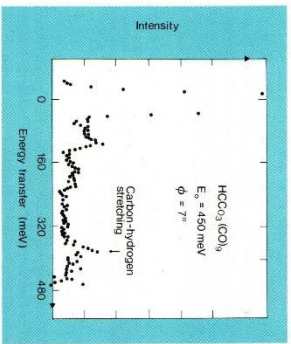 Intensity
HCCo₃(CO)₉
E₀ = 450 meV
ϕ = 7°
Carbon-hydrogen
stretching
0
160
320
480
Energy transfer (meV)